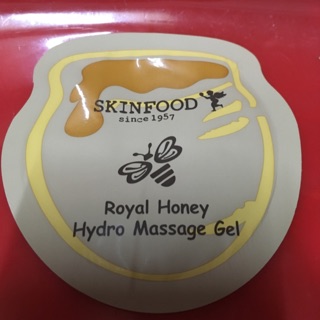 SKINFOOD
since 1957
Royal Honey
Hydro Massage Gel